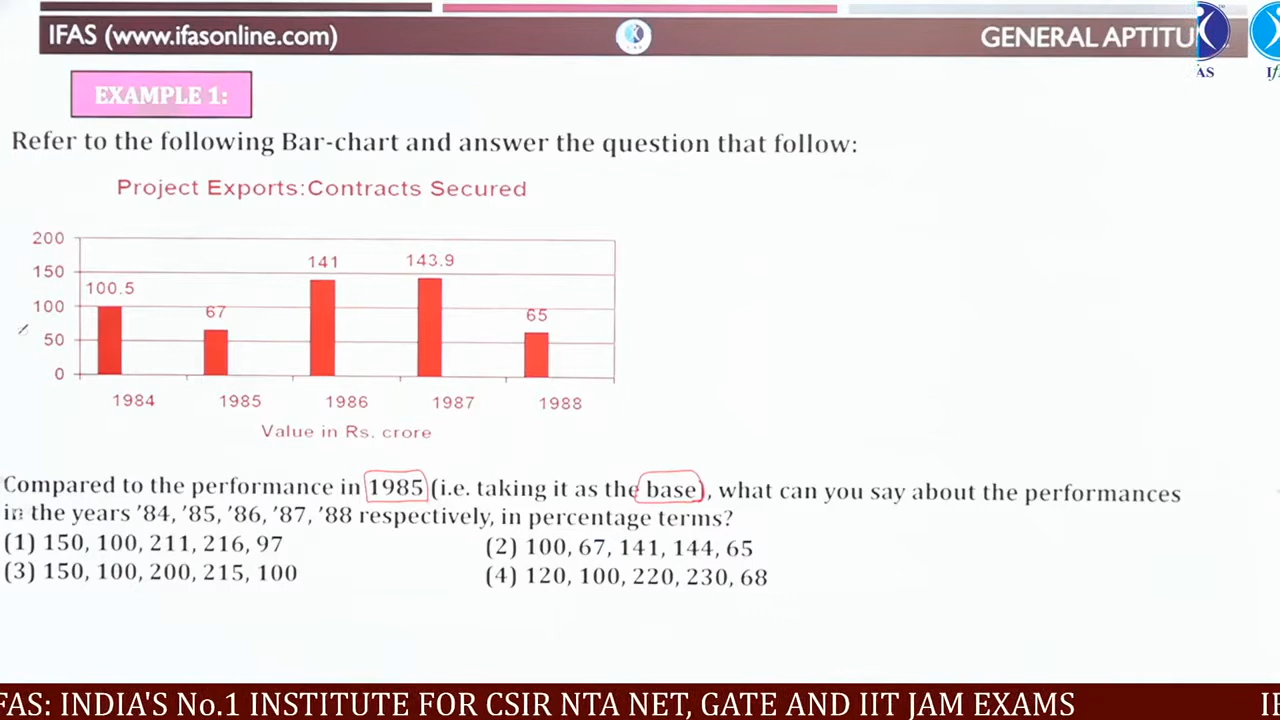 IFAS (www.ifasonline.com)
GENERAL APTITU
AS
If
EXAMPLE 1:
Refer to the following Bar-chart and answer the question that follow:
Project Exports:Contracts Secured
200
150
100
50
0
100.5
67
141
143.9
65
1984 1985 1986 1987 1988
Value in Rs. crore
Compared to the performance in 1985 (i.e. taking it as the base), what can you say about the performances
in the years ’84, ’85, ’86, ’87, ’88 respectively, in percentage terms?
(1) 150, 100, 211, 216, 97 (2) 100, 67, 141, 144, 65
(3) 150, 100, 200, 215, 100 (4) 120, 100, 220, 230, 68
FAS: INDIA'S No.1 INSTITUTE FOR CSIR NTA NET, GATE AND IIT JAM EXAMS